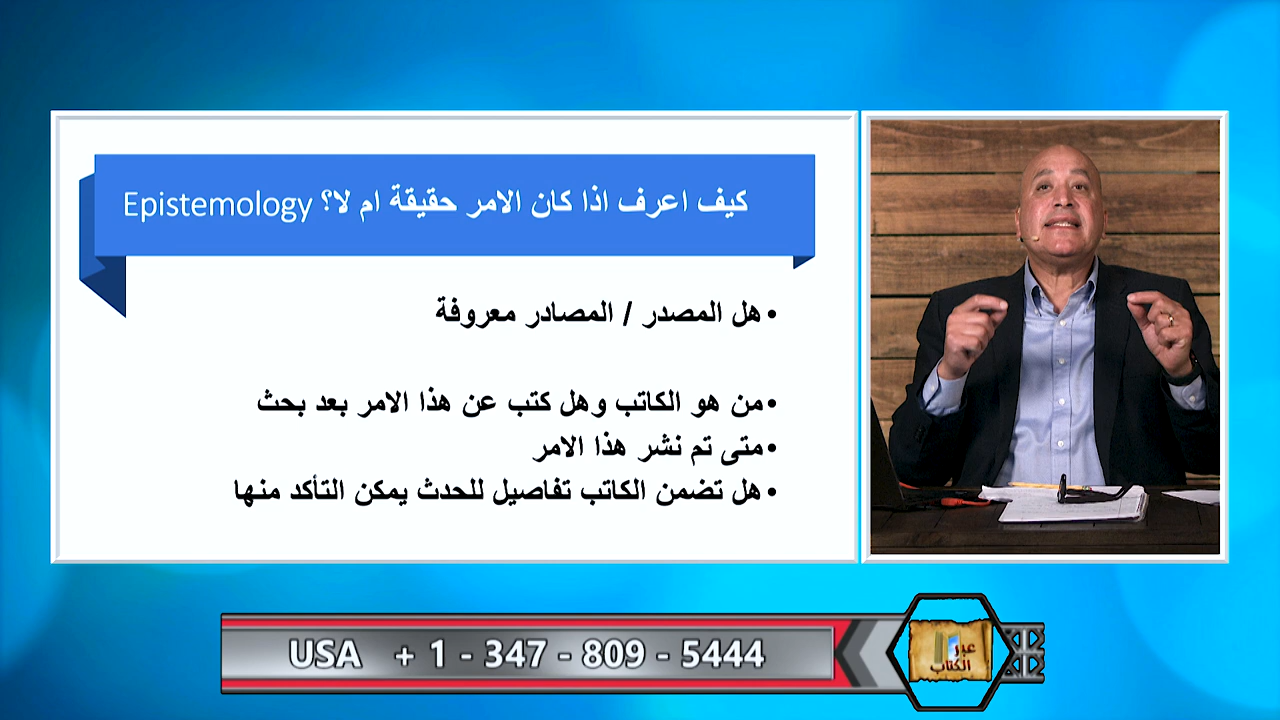 كيف اعرف اذا كان الامر حقيقة ام لا؟ Epistemology
•هل المصدر / المصادر معروفة
•من هو الكاتب وهل كتب عن هذا الامر بعد بحث
•متى تم نشر هذا الامر
•هل تضمن الكاتب تفاصيل للحدث يمكن التأكد منها
USA + 1 - 347 - 809 - 5444
عبر
الكتاب